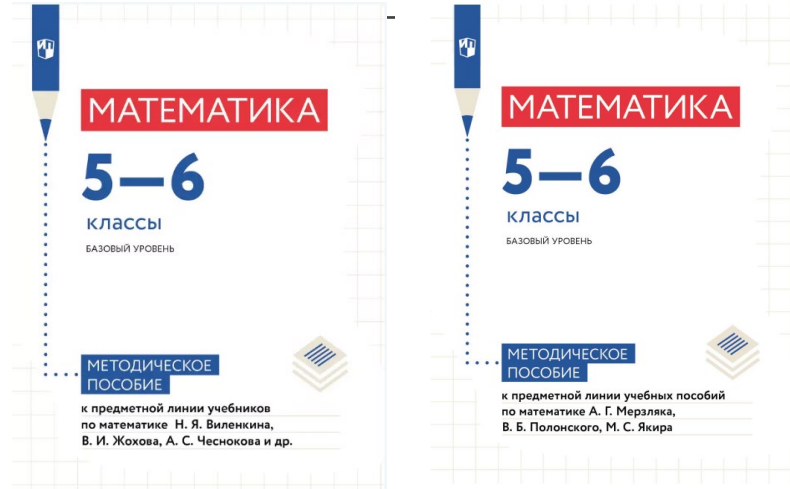 МАТЕМАТИКА
5—6
классы
БАЗОВЫЙ УРОВЕНЬ
МЕТОДИЧЕСКОЕ
ПОСОБИЕ
к предметной линии учебников
по математике Н. Я. Виленкина,
В. И. Жохова, А. С. Чеснокова и др.
-
МАТЕМАТИКА
5—6
классы
БАЗОВЫЙ УРОВЕНЬ
МЕТОДИЧЕСКОЕ
ПОСОБИЕ
к предметной линии учебных пособий
по математике А. Г. Мерзляка,
В. Б. Полонского, М. С. Якира